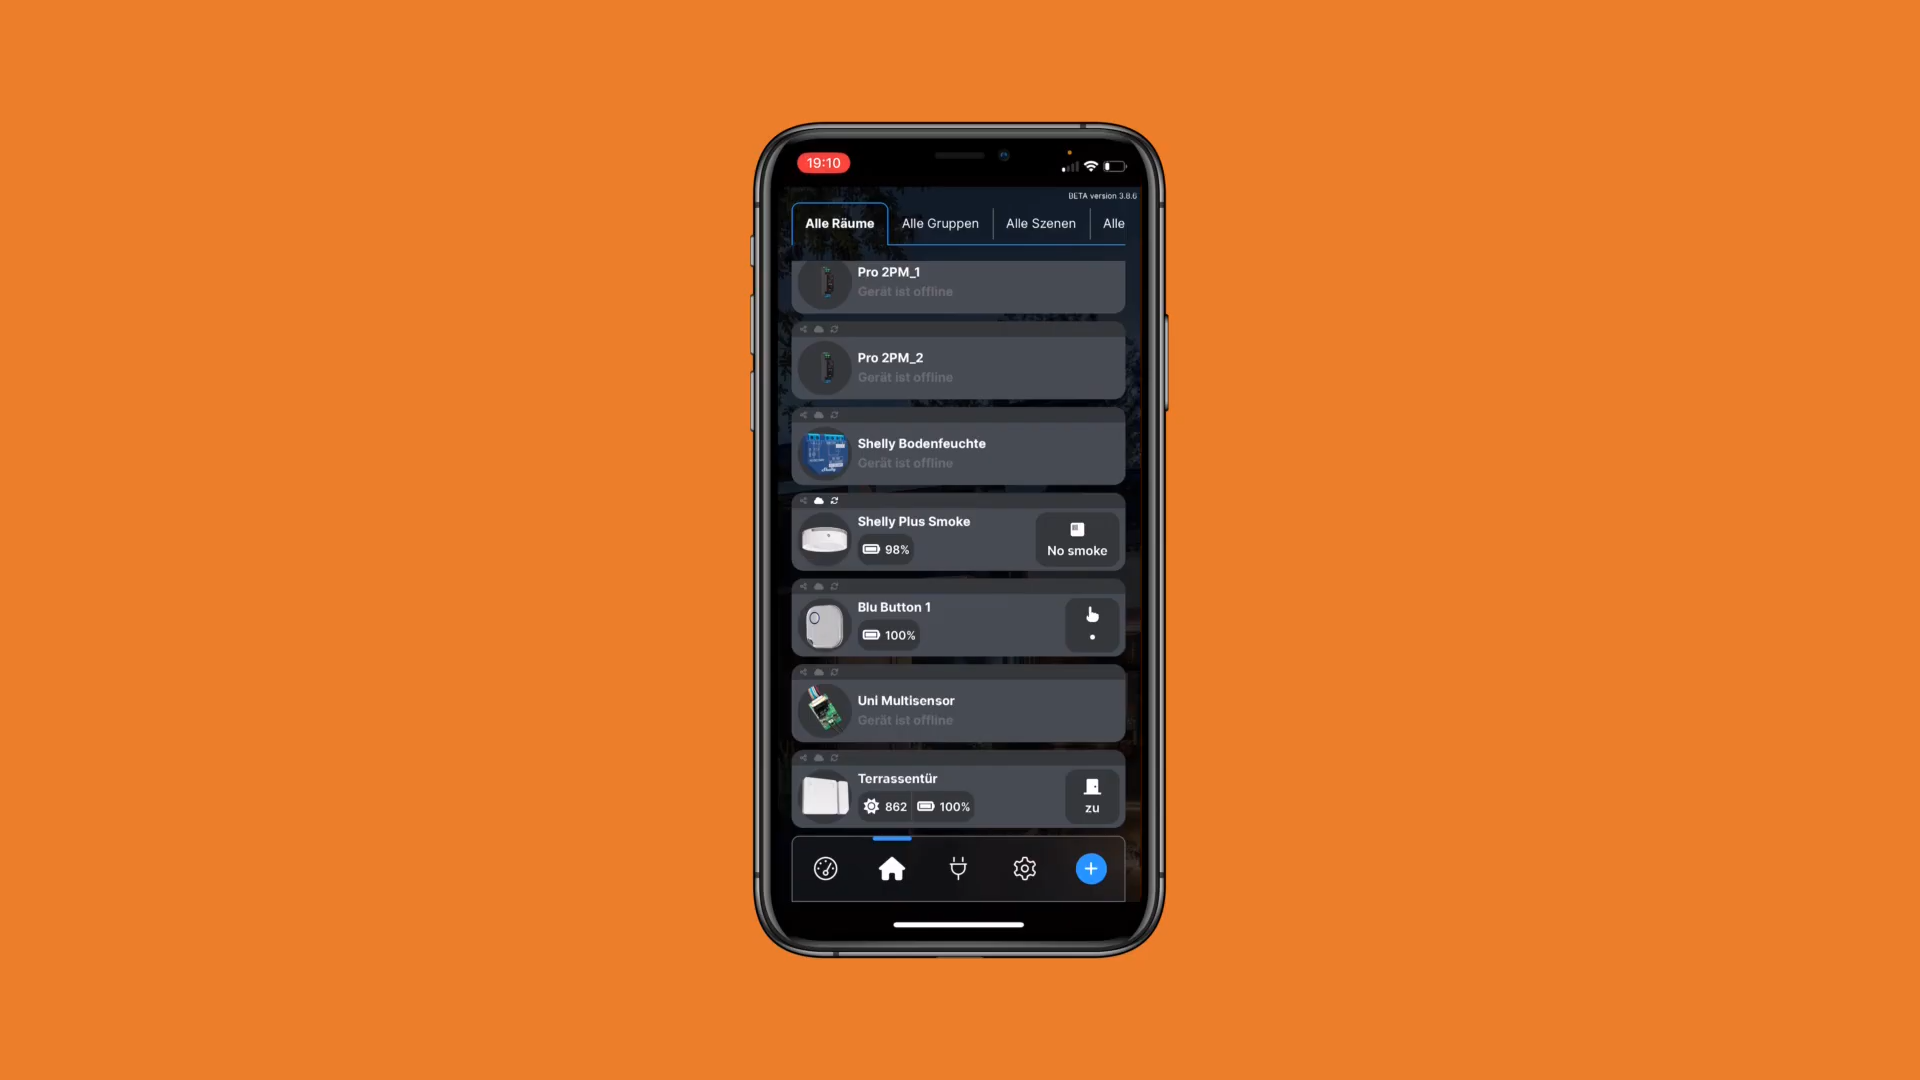 19:10
BETA version 3.8.6
Alle Räume
Alle Gruppen
Alle Szenen
Alle
Pro 2PM_1
Gerät ist offline
Pro 2PM_2
Gerät ist offline
Shelly Bodenfeuchte
Gerät ist offline
Shelly Plus Smoke
98%
No smoke
Blu Button 1
100%
Uni Multisensor
Gerät ist offline
Terrassentür
862
100%
zu